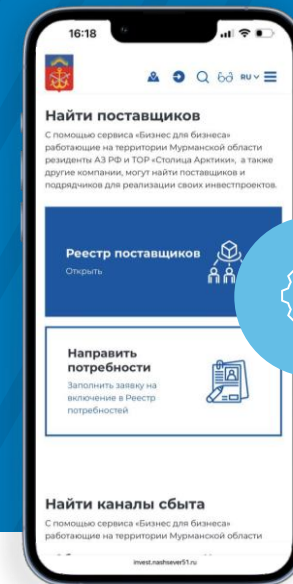 16:18
RU
Найти поставщиков
С помощью сервиса «Бизнес для бизнеса»
работающие на территории Мурманской области
резиденты АЗ РФ и ТОР «Столица Арктики», а также
другие компании, могут найти поставщиков и
подрядчиков для реализации своих инвестпроектов.
Реестр поставщиков
Открыть
Направить
потребности
Заполнить заявку на
включение в Реестр
потребностей
Найти каналы сбыта
С помощью сервиса «Бизнес для бизнеса»
работающие на территории Мурманской области
invest.nashsever51.ru